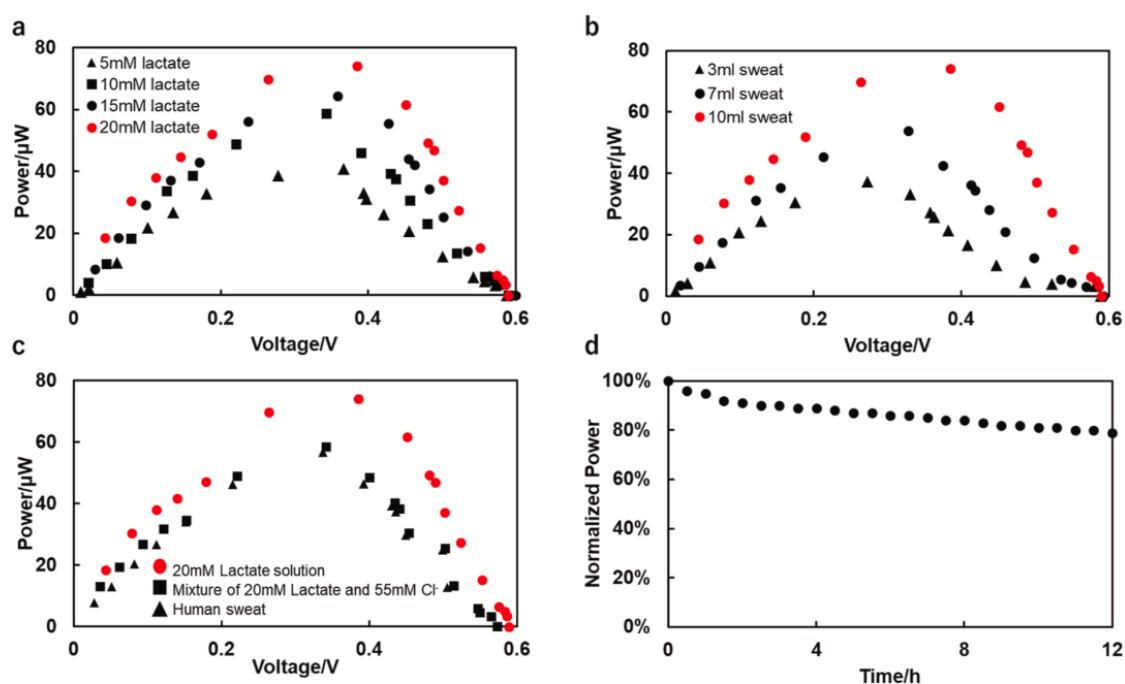 a
80
60
40
20
0
Power/µW
5mM lactate
10mM lactate
15mM lactate
20mM lactate
0
0.2
0.4
0.6
Voltage/V
b
80
60
40
20
0
Power/µW
3ml sweat
7ml sweat
10ml sweat
0
0.2
0.4
0.6
Voltage/V
c
80
60
40
20
0
Power/µW
20mM Lactate solution
Mixture of 20mM Lactate and 55mM Cl-
Human sweat
0
0.2
0.4
0.6
Voltage/V
d
100%
80%
60%
40%
20%
0%
Normalized Power
0
4
8
12
Time/h